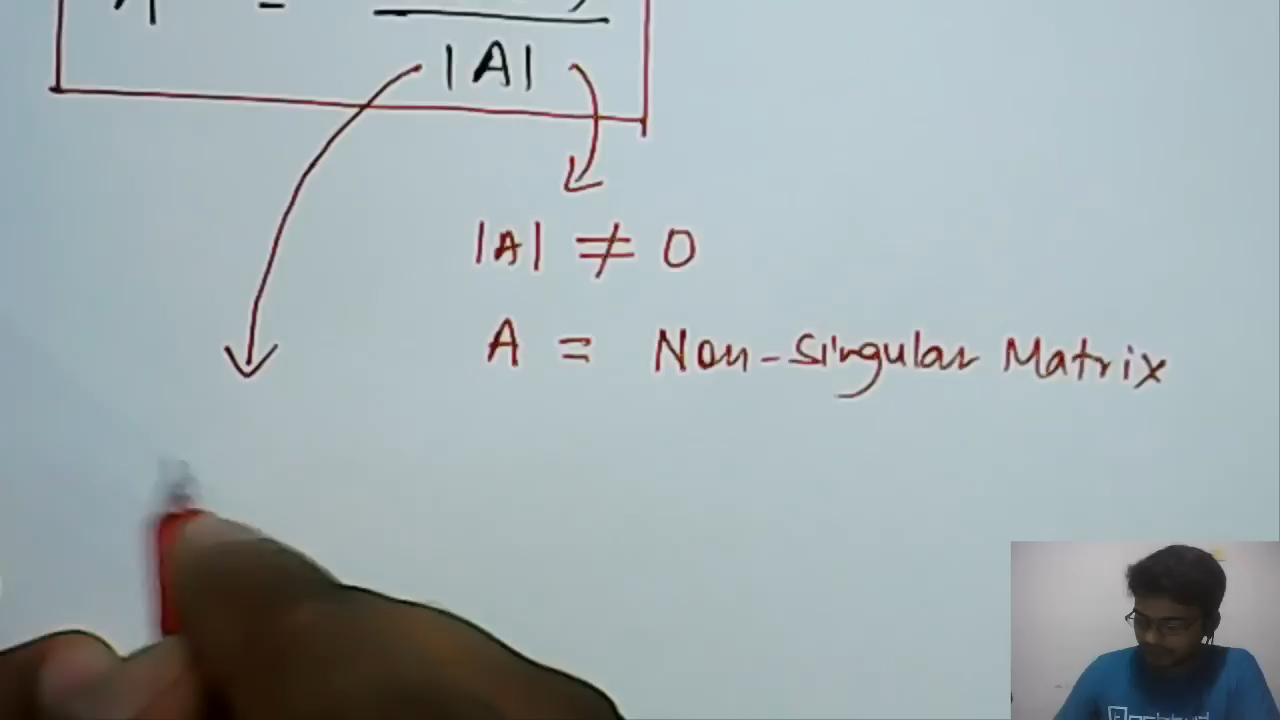 |A|
|A| ≠ 0
A = Non-Singular Matrix